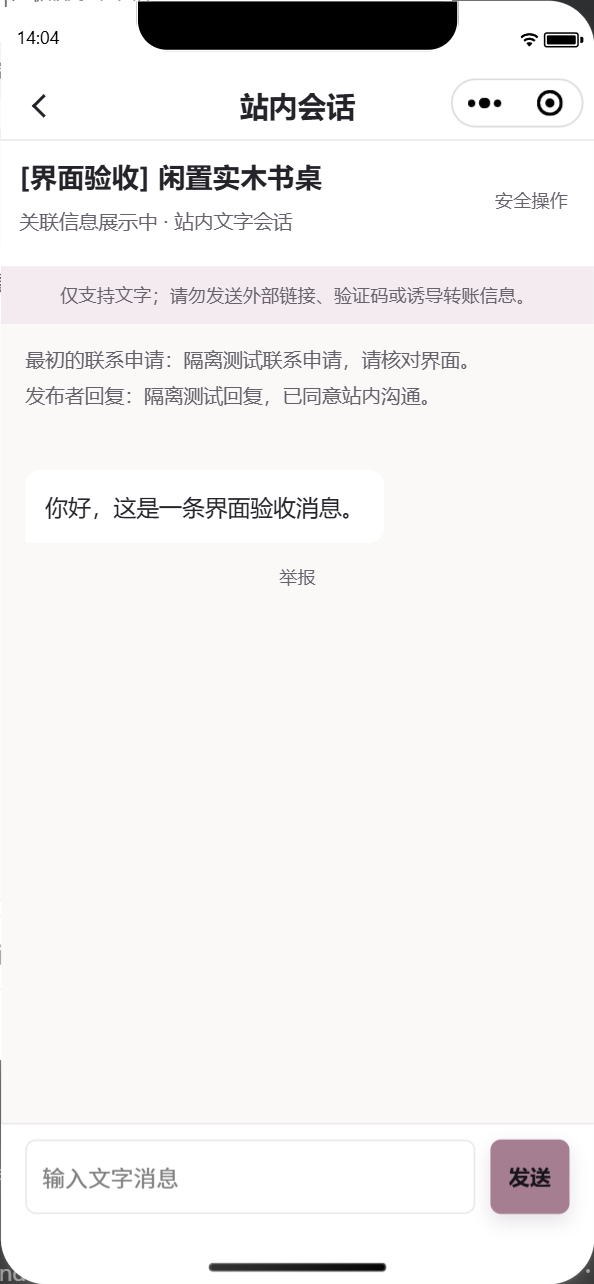 14:04
站内会话
[界面验收] 闲置实木书桌
关联信息展示中 · 站内文字会话
安全操作
仅支持文字；请勿发送外部链接、验证码或诱导转账信息。
最初的联系申请：隔离测试联系申请，请核对界面。
发布者回复：隔离测试回复，已同意站内沟通。
你好，这是一条界面验收消息。
举报
输入文字消息
发送